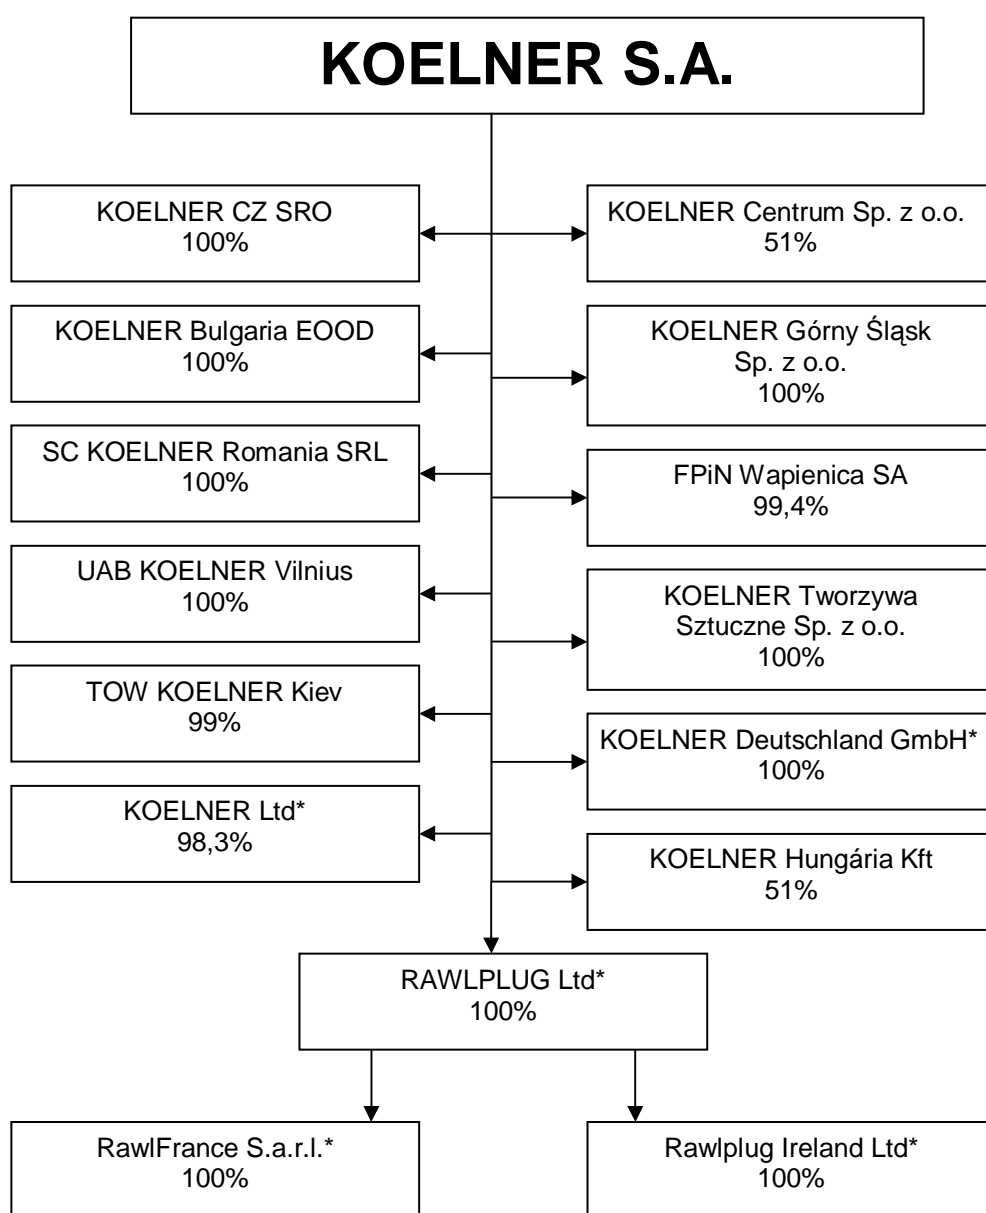 KOELNER S.A.
KOELNER CZ SRO
100%
KOELNER Centrum Sp. z o.o.
51%
KOELNER Bulgaria EOOD
100%
KOELNER Górny Śląsk
Sp. z o.o.
100%
SC KOELNER Romania SRL
100%
FPiN Wapienica SA
99,4%
UAB KOELNER Vilnius
100%
KOELNER Tworzywa
Sztuczne Sp. z o.o.
100%
TOW KOELNER Kiev
99%
KOELNER Deutschland GmbH*
100%
KOELNER Ltd*
98,3%
KOELNER Hungária Kft
51%
RAWLPLUG Ltd*
100%
RawlFrance S.a.r.l.*
100%
Rawlplug Ireland Ltd*
100%